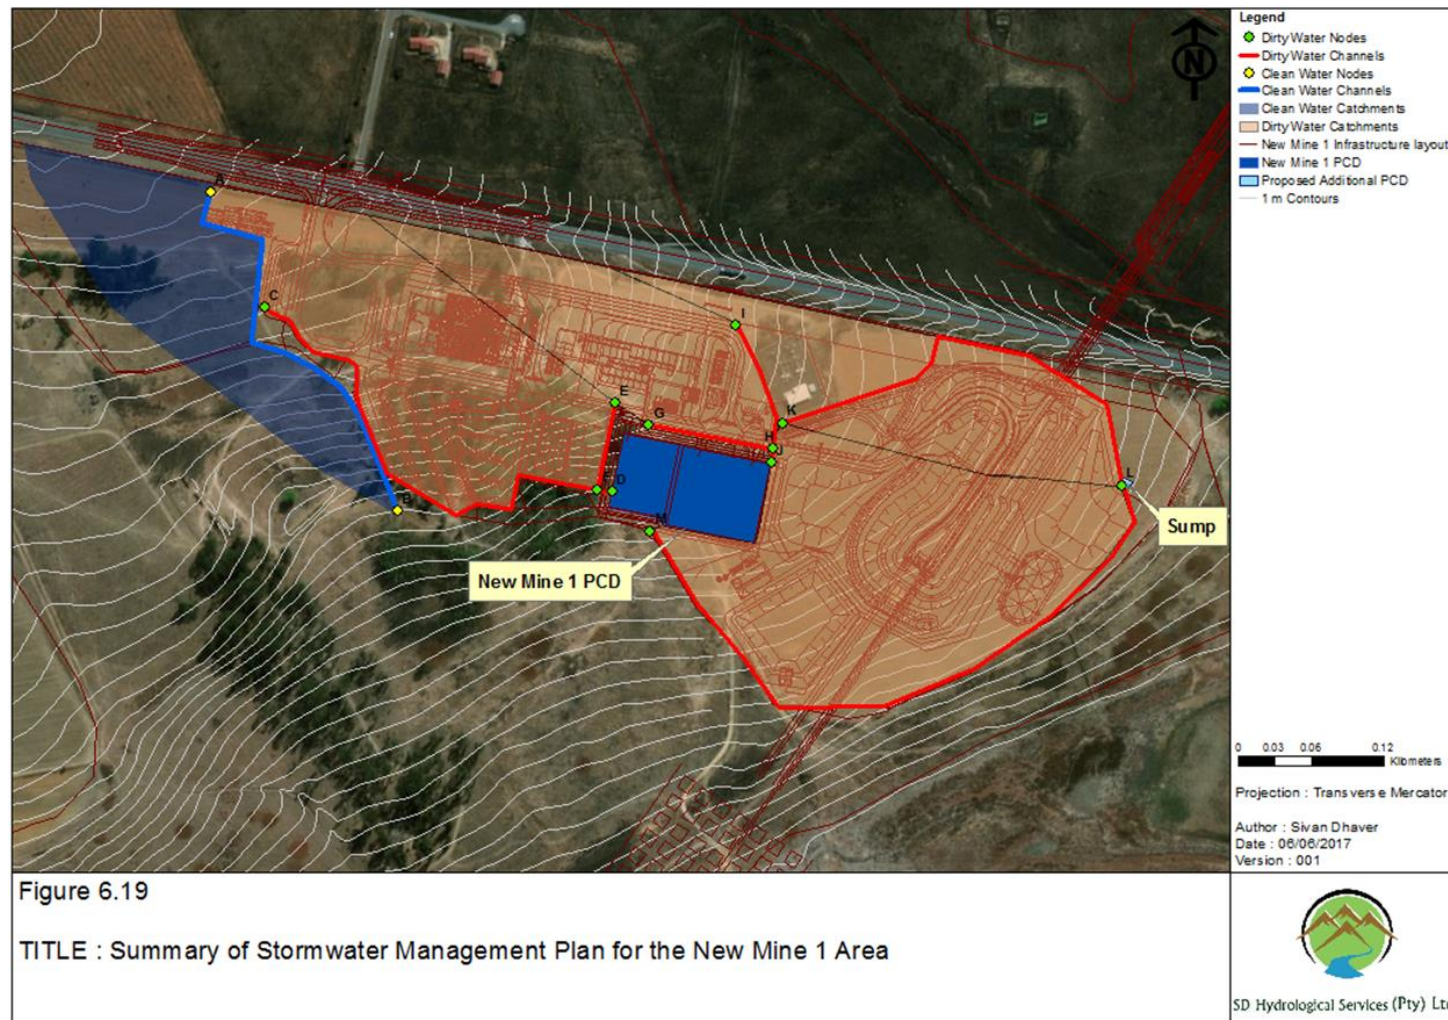 Legend
Dirty Water Nodes
Dirty Water Channels
Clean Water Nodes
Clean Water Channels
Clean Water Catchments
Dirty Water Catchments
New Mine 1 Infrastructure layout
New Mine 1 PCD
Proposed Additional PCD
1 m Contours
N
A
C
I
E
G
K
H
J
L
F
D
B
M
Sump
New Mine 1 PCD
0 0.03 0.06 0.12
Kilometers
Projection : Transverse Mercator
Author : Sivan Dhaver
Date : 06/06/2017
Version : 001
Figure 6.19
TITLE : Summary of Stormwater Management Plan for the New Mine 1 Area
SD Hydrological Services (Pty) Lt